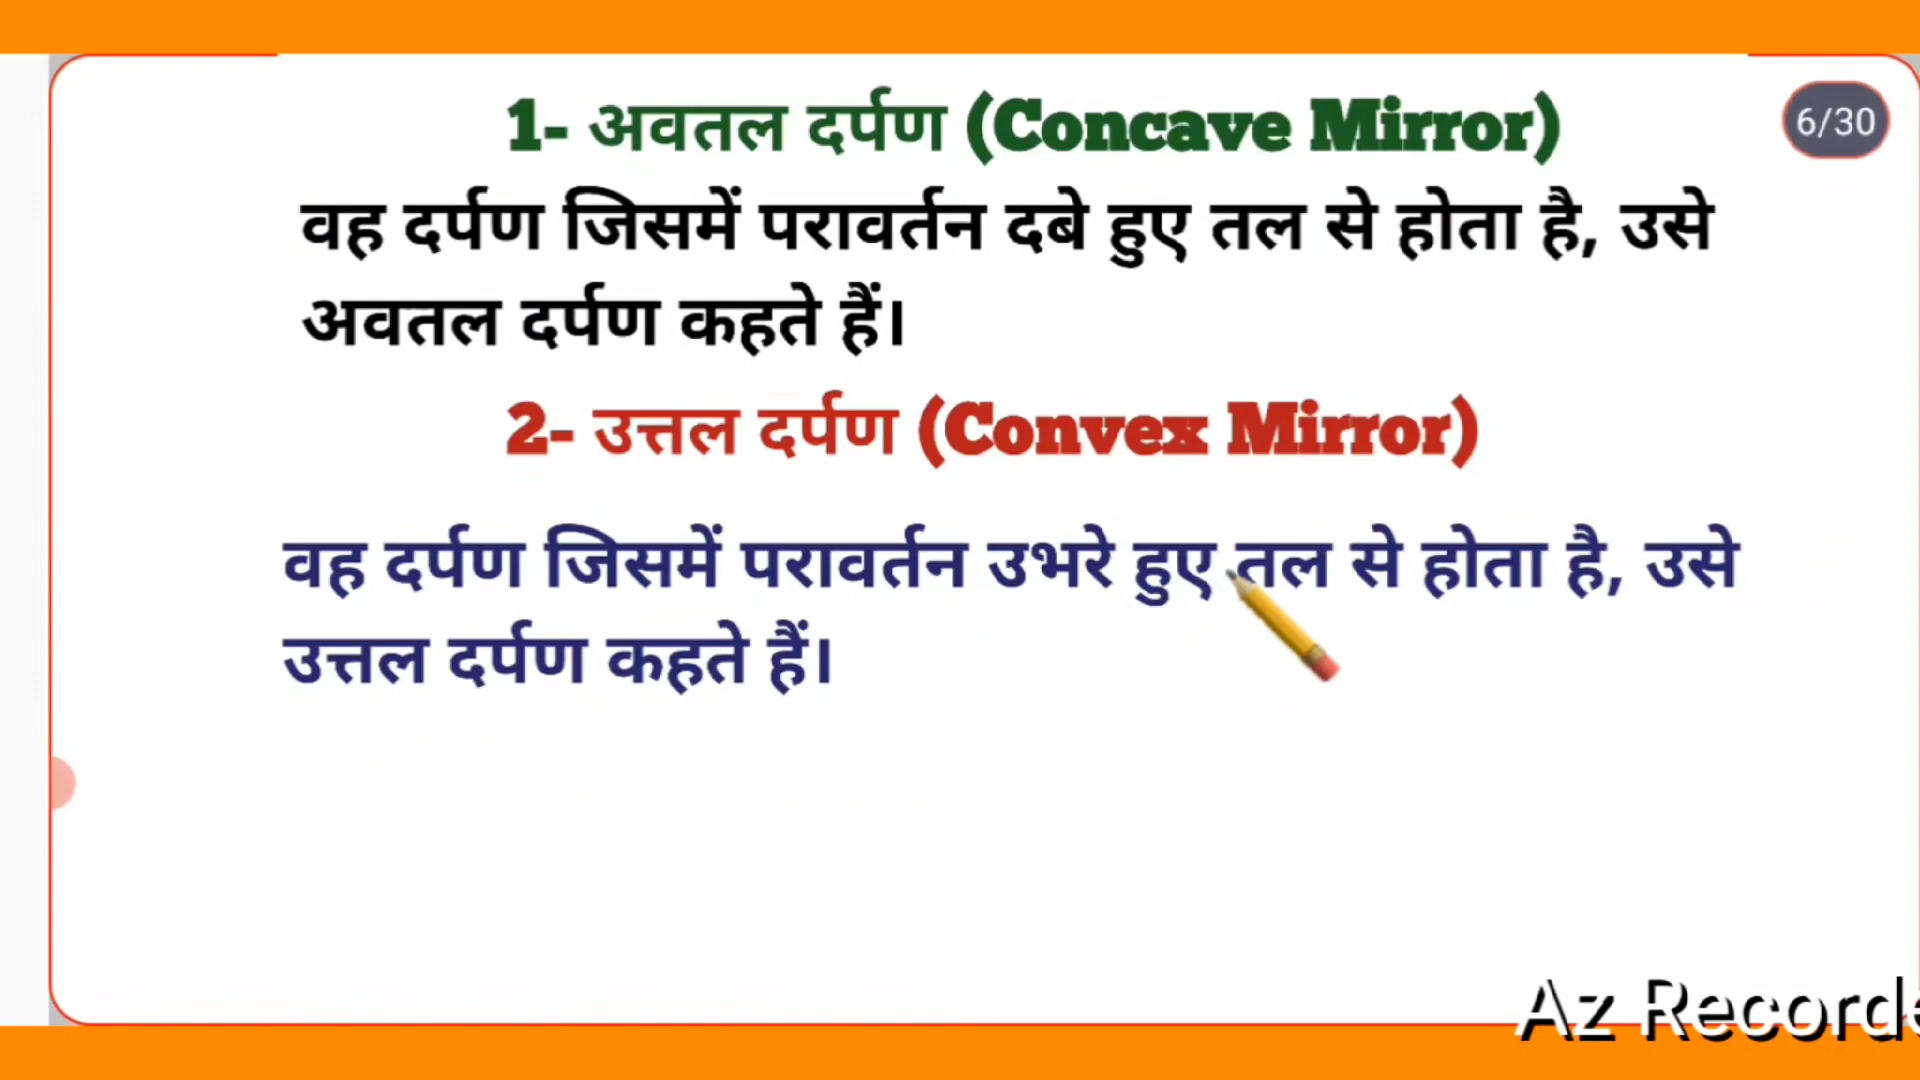 1- अवतल दर्पण (Concave Mirror)
6/30
वह दर्पण जिसमें परावर्तन दबे हुए तल से होता है, उसे
अवतल दर्पण कहते हैं।
2- उत्तल दर्पण (Convex Mirror)
वह दर्पण जिसमें परावर्तन उभरे हुए तल से होता है, उसे
उत्तल दर्पण कहते हैं।
Az